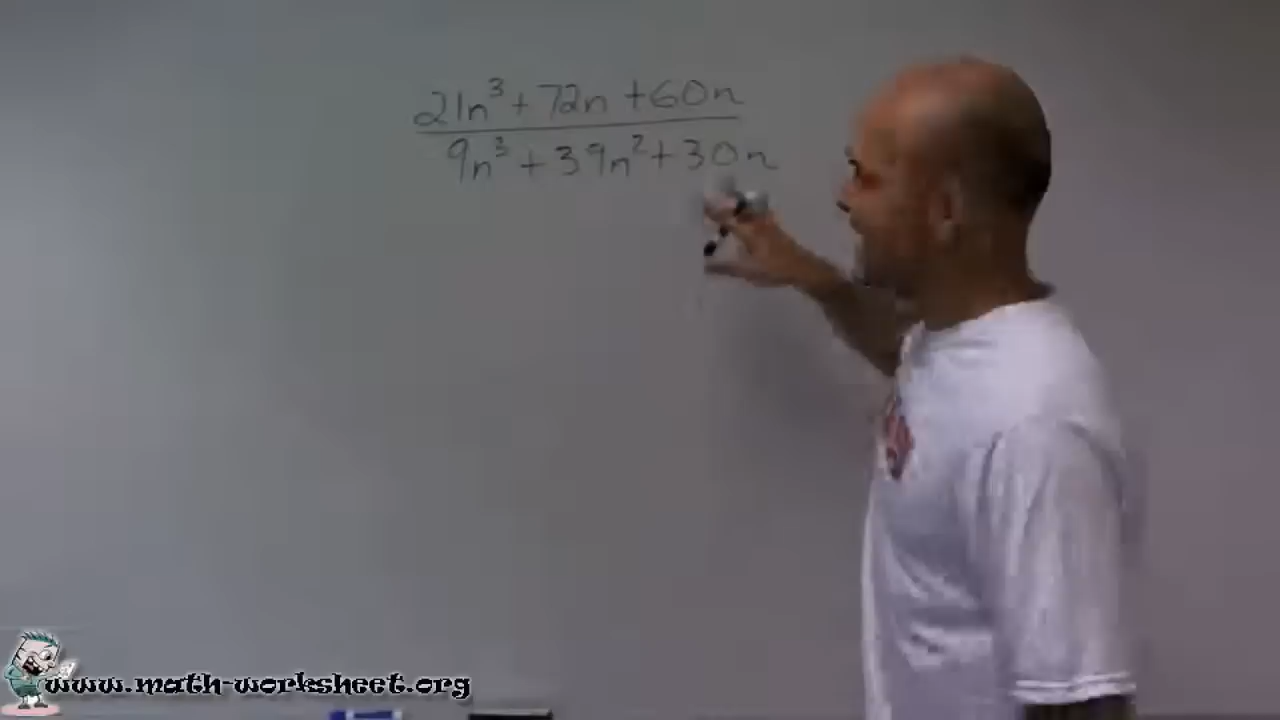 21n³ + 72n + 60n
9n³ + 39n² + 30n
www.math-worksheet.org